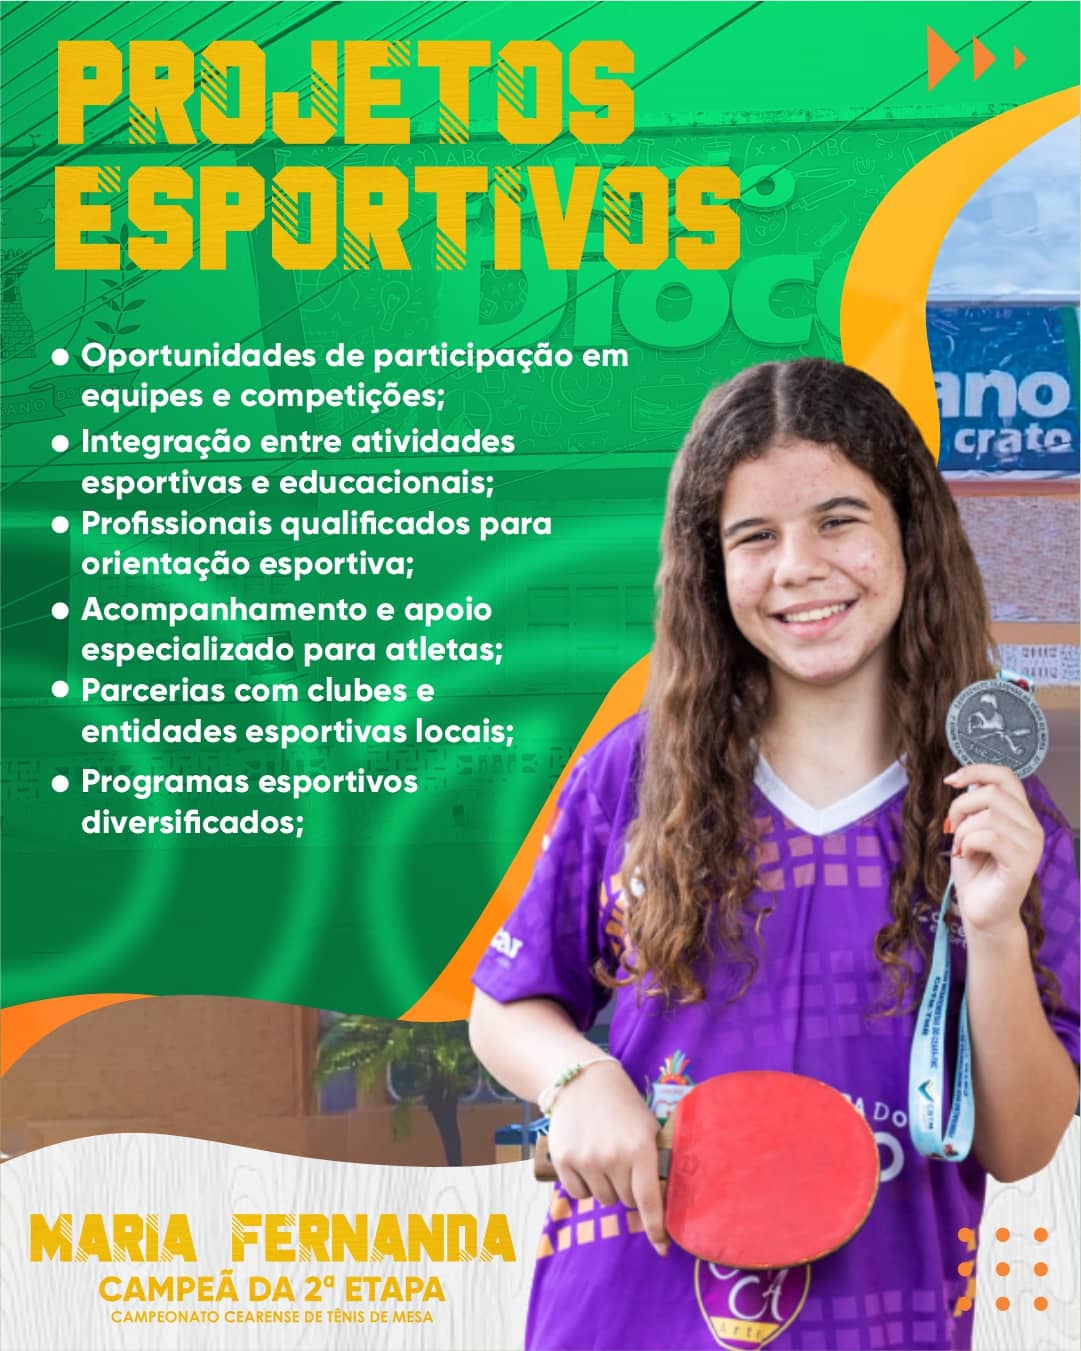 PROJETOS
ESPORTIVOS
Dioc
ano
crato
• Oportunidades de participação em
equipes e competições;
• Integração entre atividades
esportivas e educacionais;
• Profissionais qualificados para
orientação esportiva;
• Acompanhamento e apoio
especializado para atletas;
• Parcerias com clubes e
entidades esportivas locais;
• Programas esportivos
diversificados;
MARIA FERNANDA
CAMPEÃ DA 2ª ETAPA
CAMPEONATO CEARENSE DE TÊNIS DE MESA